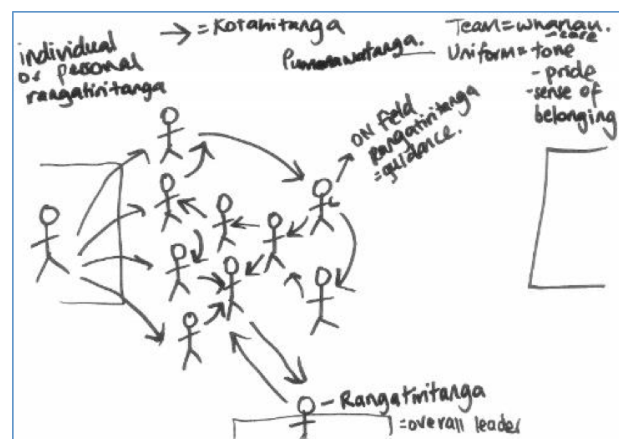 individual
or personal
rangatiritanga
→ = Kotahitanga
Team = whanau.
- care
Uniform = tone
- pride
- sense of
belonging
ON field
rangatiritanga
= guidance.
- Rangatiritanga
= overall leader